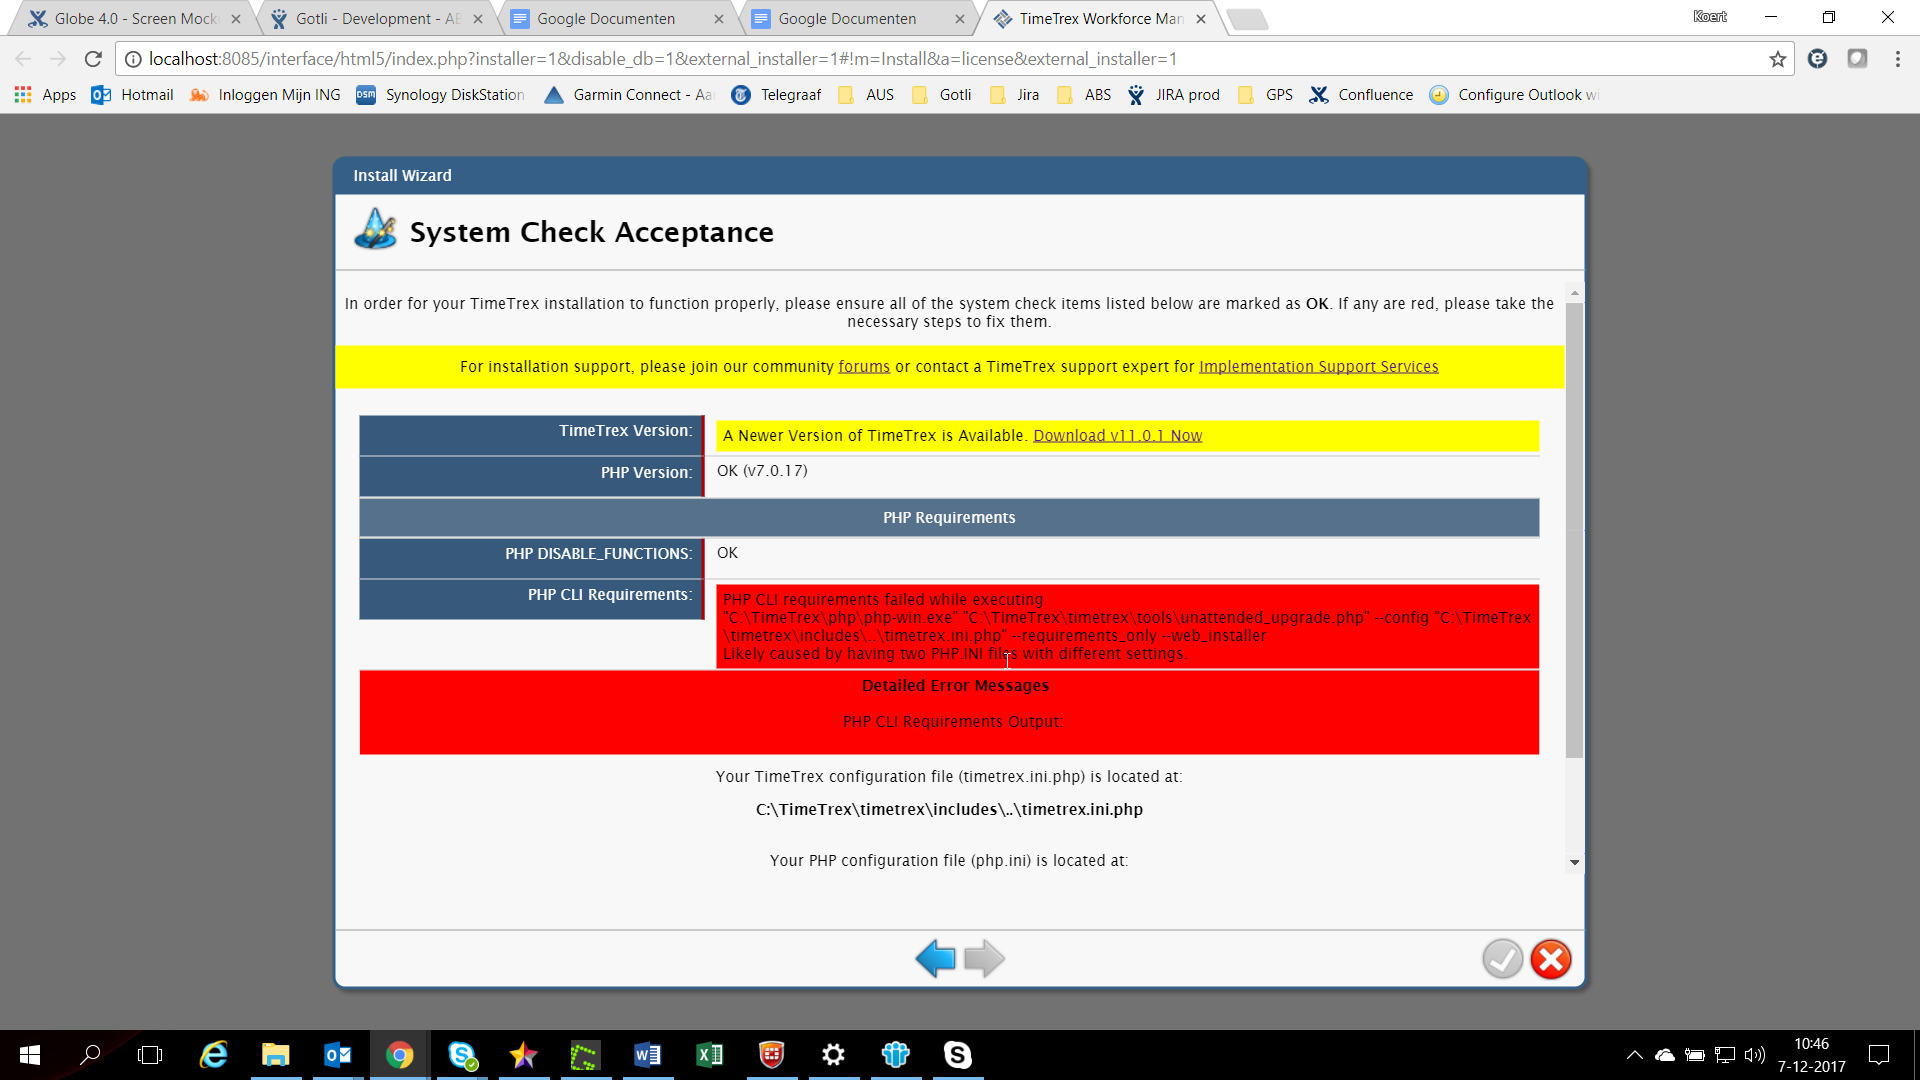 Globe 4.0 - Screen Mock
Gotli - Development - AB
Google Documenten
Google Documenten
TimeTrex Workforce Man
Koert
localhost:8085/interface/html5/index.php?installer=1&disable_db=1&external_installer=1#!m=Install&a=license&external_installer=1
Apps
Hotmail
Inloggen Mijn ING
DSM
Synology DiskStation
Garmin Connect - Aa
Telegraaf
AUS
Gotli
Jira
ABS
JIRA prod
GPS
Confluence
Configure Outlook wi
Install Wizard
System Check Acceptance
In order for your TimeTrex installation to function properly, please ensure all of the system check items listed below are marked as OK. If any are red, please take the
necessary steps to fix them.
For installation support, please join our community forums or contact a TimeTrex support expert for Implementation Support Services
TimeTrex Version:
A Newer Version of TimeTrex is Available. Download v11.0.1 Now
PHP Version:
OK (v7.0.17)
PHP Requirements
PHP DISABLE_FUNCTIONS:
OK
PHP CLI Requirements:
PHP CLI requirements failed while executing
"C:\TimeTrex\php\php-win.exe" "C:\TimeTrex\timetrex\tools\unattended_upgrade.php" --config "C:\TimeTrex
\timetrex\includes\..\timetrex.ini.php" --requirements_only --web_installer
Likely caused by having two PHP.INI files with different settings.
Detailed Error Messages
PHP CLI Requirements Output:
Your TimeTrex configuration file (timetrex.ini.php) is located at:
C:\TimeTrex\timetrex\includes\..\timetrex.ini.php
Your PHP configuration file (php.ini) is located at:
10:46
7-12-2017